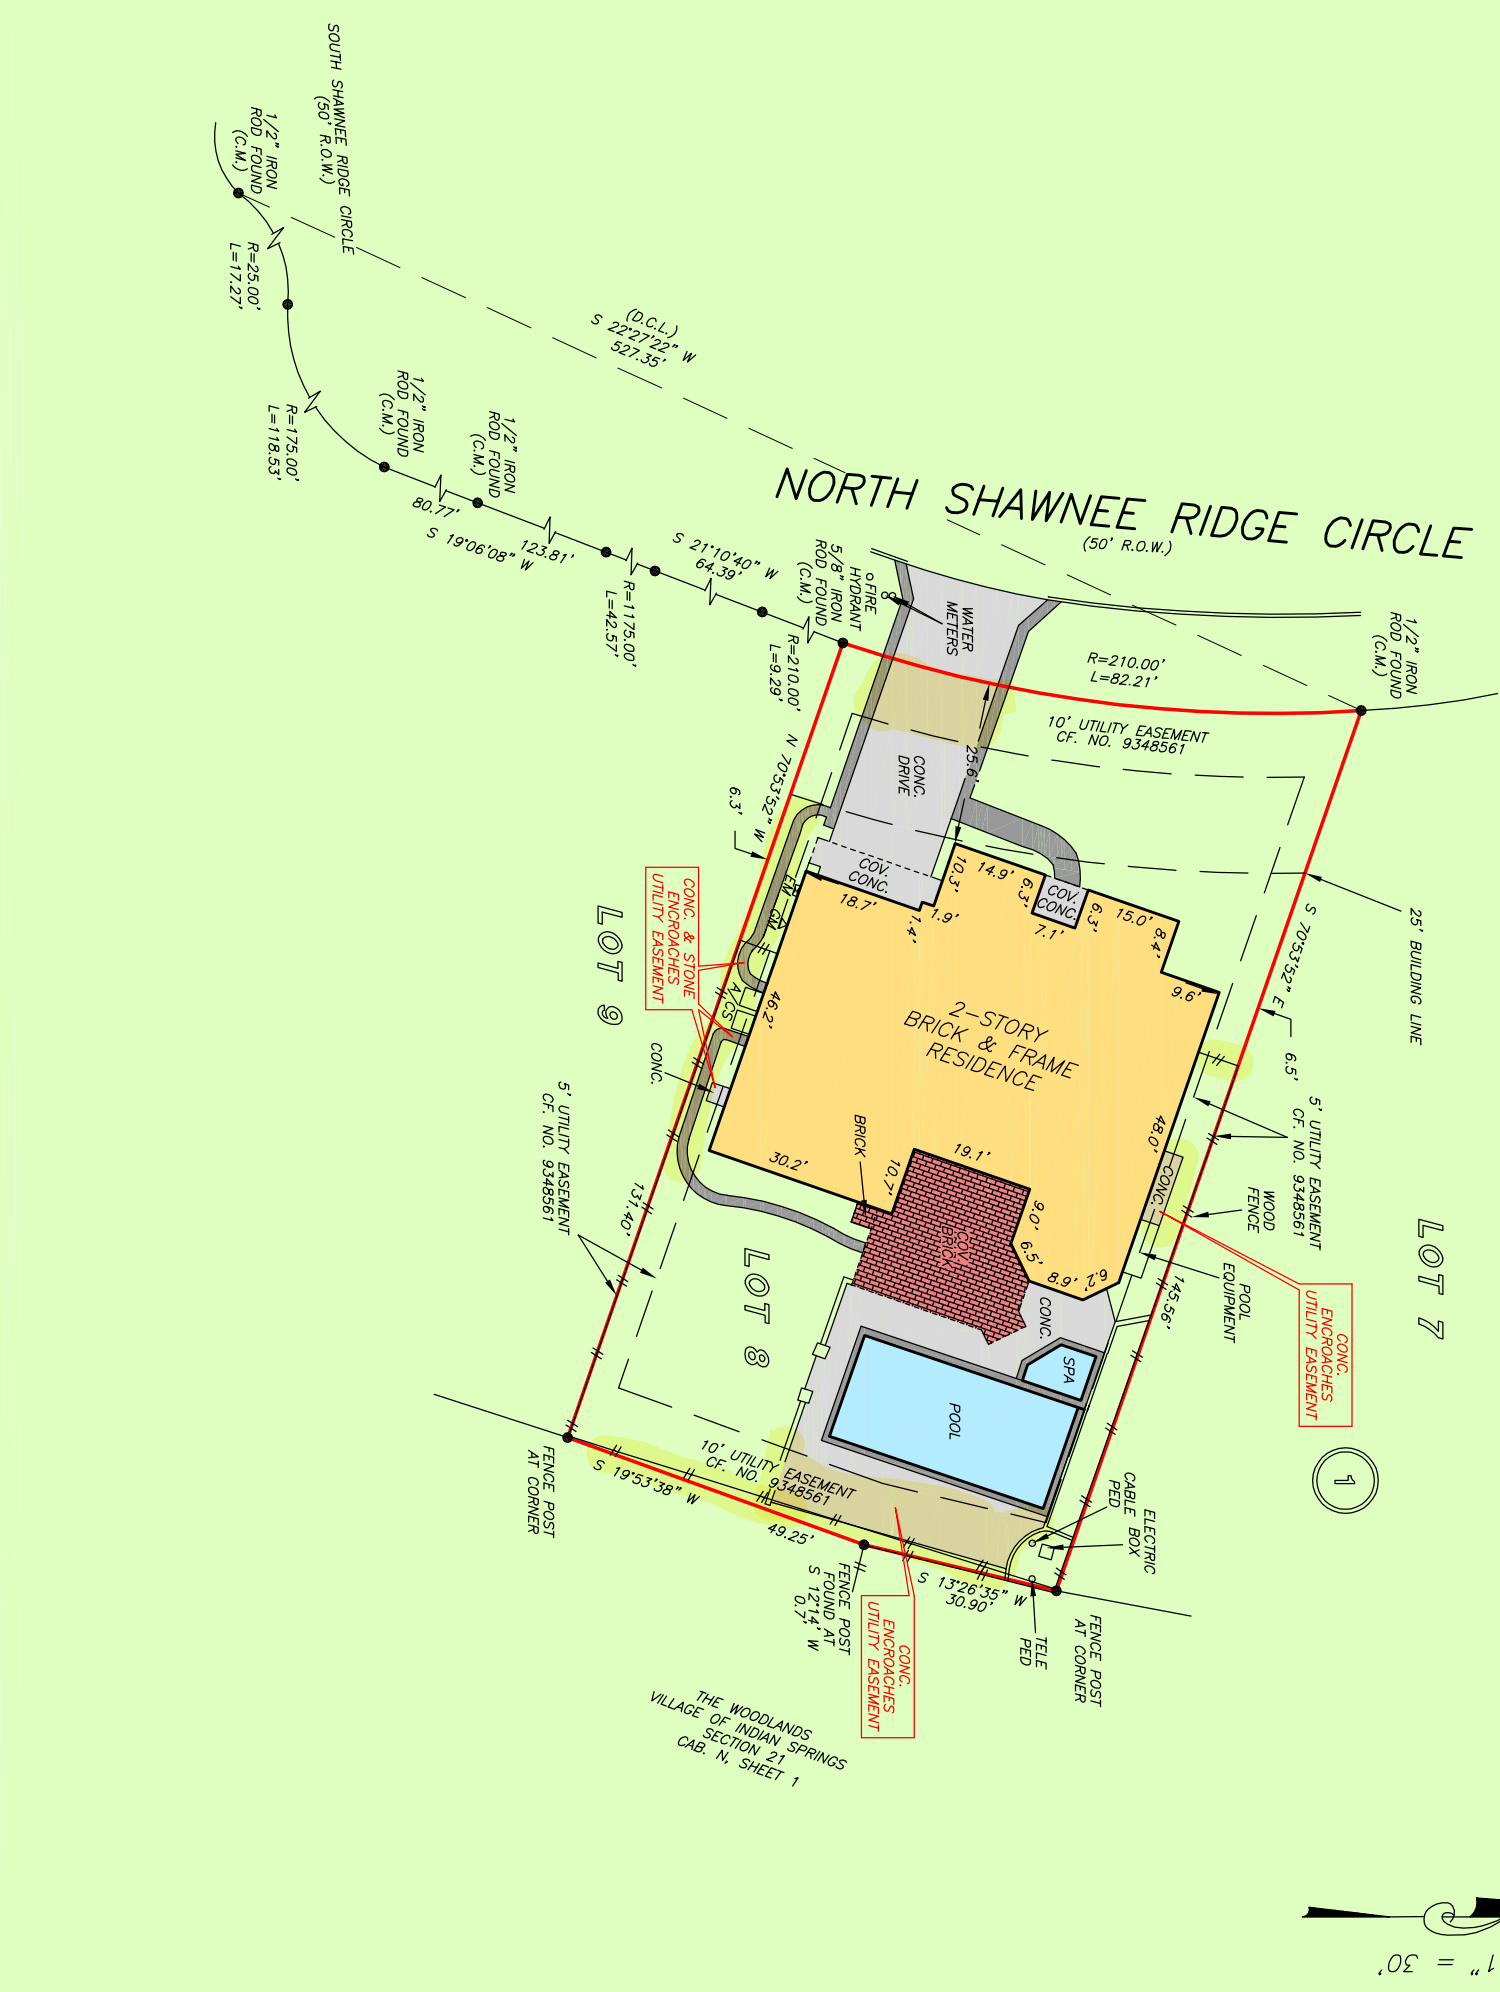 SOUTH SHAWNEE RIDGE CIRCLE
(50' R.O.W.)
1/2" IRON
ROD FOUND
(C.M.)
R=25.00'
L=17.27'
(D.C.L.)
S 22°27'22" W
527.35'
1/2" IRON
ROD FOUND
(C.M.)
R=175.00'
L=118.53'
1/2" IRON
ROD FOUND
(C.M.)
80.77'
S 19°06'08" W
123.81'
R=1175.00'
L=42.57'
S 21°10'40" W
64.39'
R=210.00'
L=9.29'
5/8" IRON
ROD FOUND
(C.M.)
FIRE
HYDRANT
WATER
METERS
NORTH SHAWNEE RIDGE CIRCLE
(50' R.O.W.)
1/2" IRON
ROD FOUND
(C.M.)
R=210.00'
L=82.21'
10' UTILITY EASEMENT
CF. NO. 9348561
25.6'
CONC.
DRIVE
N 70°53'52" W
6.3'
COV.
CONC.
18.7'
1.4'
1.9'
10.3'
14.9'
6.3'
COV.
CONC.
7.1'
6.3'
15.0'
8.4'
9.6'
S 70°53'52" E
25' BUILDING LINE
6.5'
EM
GM
A/CS
46.2'
CONC. & STONE
ENCROACHES
UTILITY EASEMENT
LOT 9
2-STORY
BRICK & FRAME
RESIDENCE
CONC.
5' UTILITY EASEMENT
CF. NO. 9348561
5' UTILITY EASEMENT
CF. NO. 9348561
48.0'
CONC.
WOOD
FENCE
POOL
EQUIPMENT
145.56'
LOT 7
CONC.
ENCROACHES
UTILITY EASEMENT
BRICK
30.2'
10.7'
19.1'
9.0'
6.5'
8.9'
6.2'
COV.
BRICK
CONC.
131.40'
LOT 8
SPA
POOL
1
10' UTILITY EASEMENT
CF. NO. 9348561
CABLE
PED
ELECTRIC
BOX
FENCE POST
AT CORNER
S 19°53'38" W
49.25'
FENCE POST
FOUND AT
S 12°14' W
0.7'
CONC.
ENCROACHES
UTILITY EASEMENT
S 13°26'35" W
30.90'
TELE
PED
FENCE POST
AT CORNER
THE WOODLANDS
VILLAGE OF INDIAN SPRINGS
SECTION 21
CAB. N, SHEET 1
1" = 30'